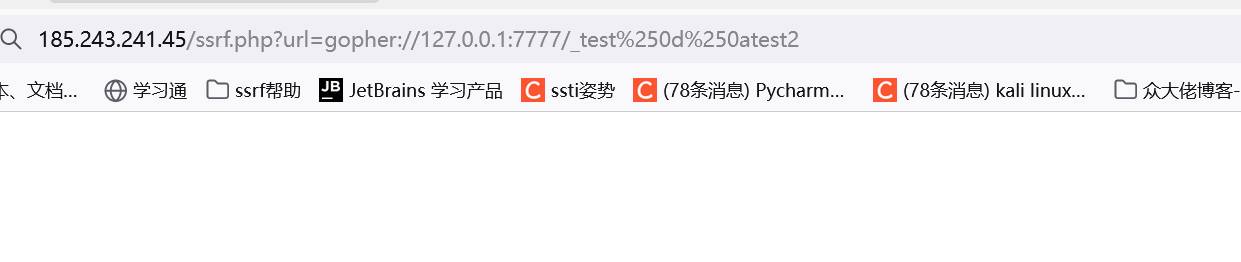 185.243.241.45/ssrf.php?url=gopher://127.0.0.1:7777/_test%250d%250atest2
本、文档... 学习通 ssrf帮助 JB JetBrains 学习产品 C ssti姿势 C (78条消息) Pycharm... C (78条消息) kali linux... 众大佬博客-